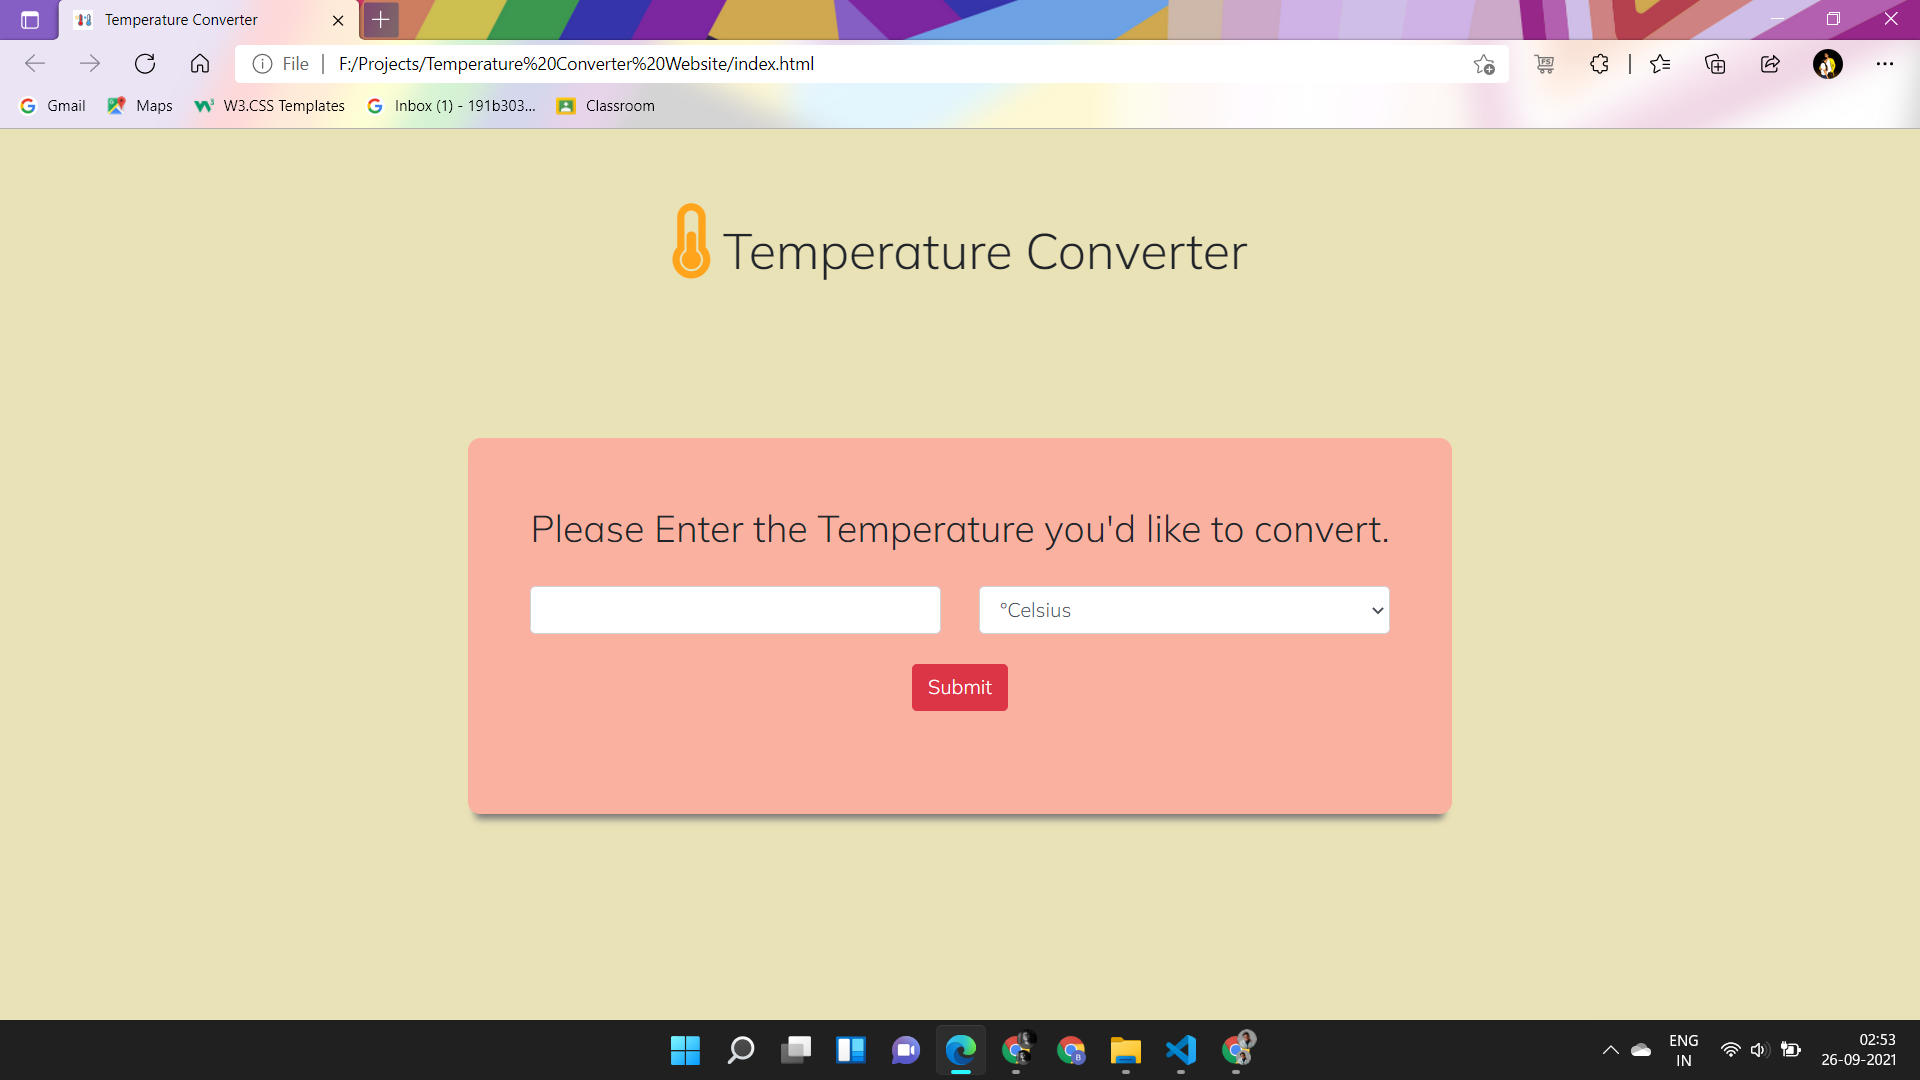 Temperature Converter
File
F:/Projects/Temperature%20Converter%20Website/index.html
Gmail
Maps
W3.CSS Templates
Inbox (1) - 191b303...
Classroom
Temperature Converter
Please Enter the Temperature you'd like to convert.
°Celsius
Submit
ENG
IN
02:53
26-09-2021